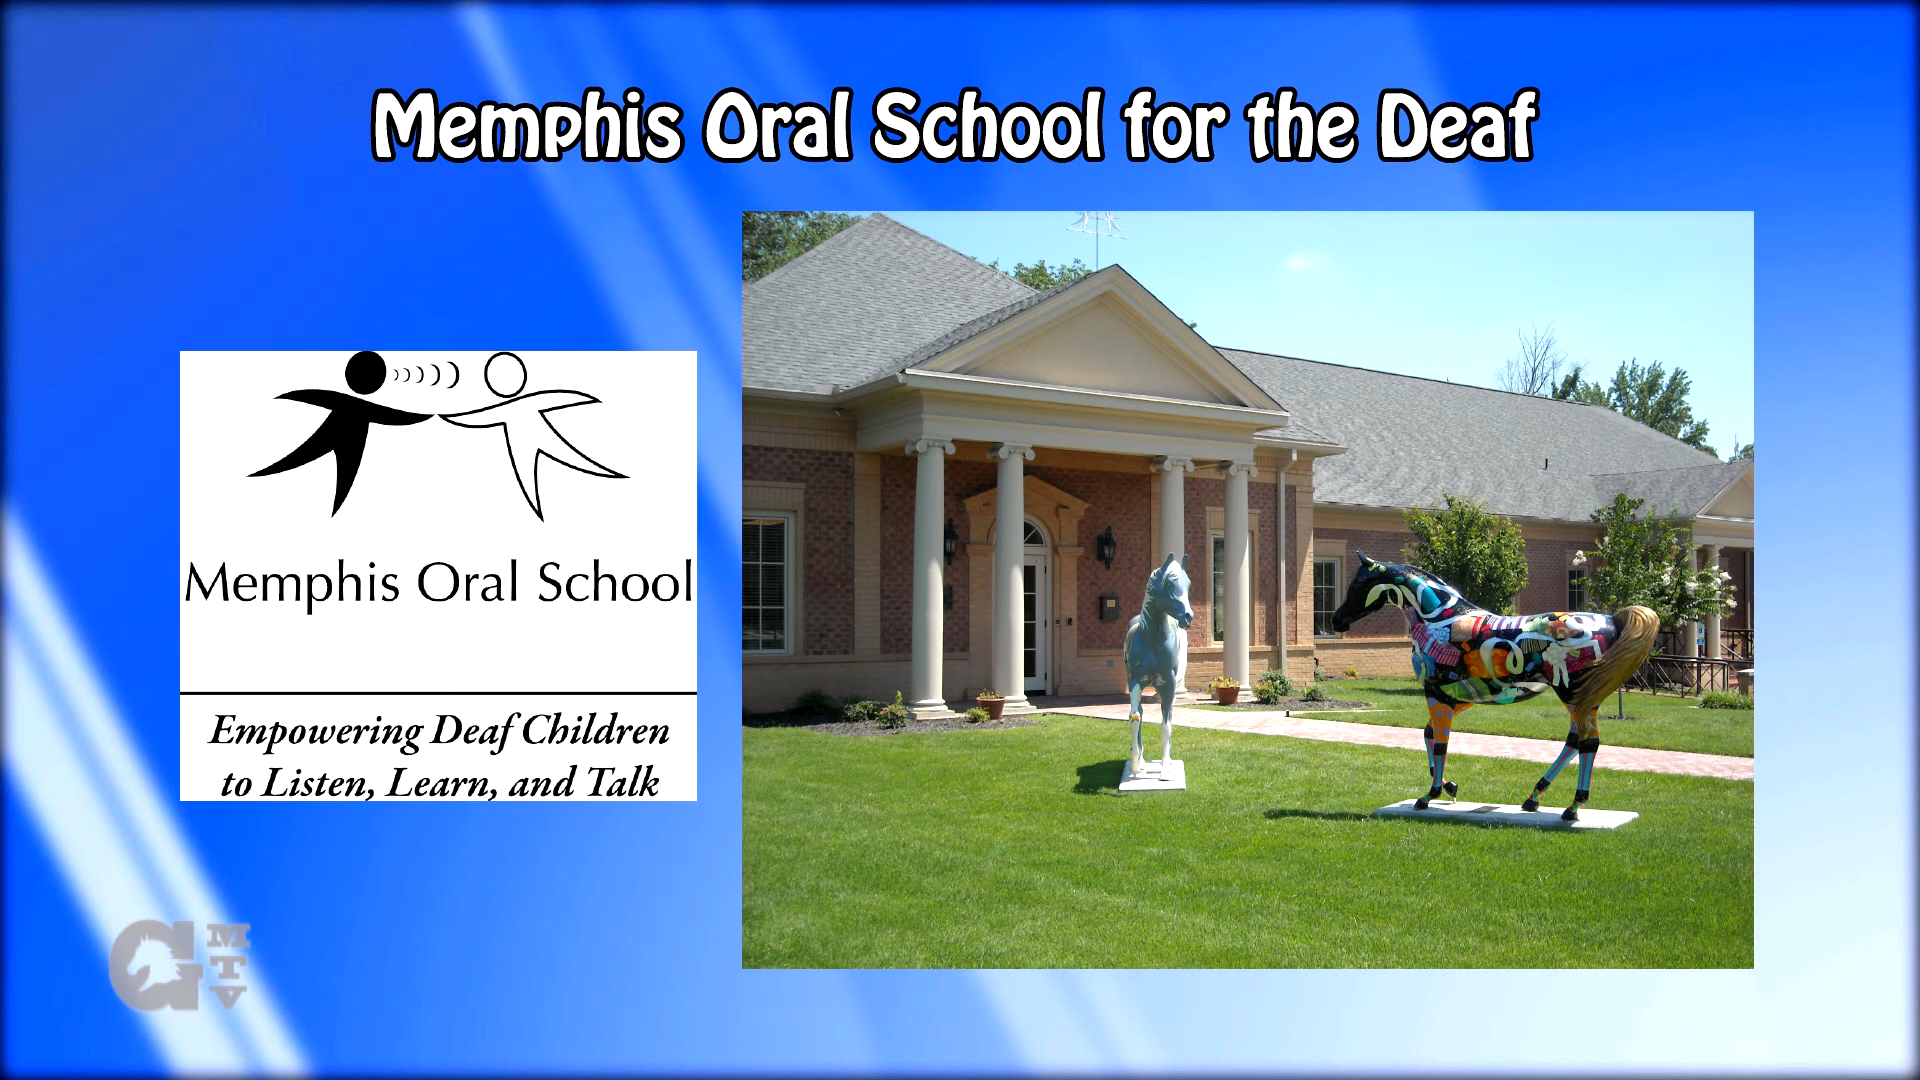 Memphis Oral School for the Deaf
Memphis Oral School
Empowering Deaf Children
to Listen, Learn, and Talk
G
M
T
V